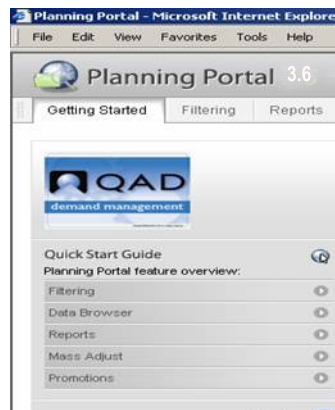 Planning Portal - Microsoft Internet Explore
File Edit View Favorites Tools Help
Planning Portal 3.6
Getting Started Filtering Reports
QAD
demand management
Quick Start Guide
Planning Portal feature overview:
Filtering
Data Browser
Reports
Mass Adjust
Promotions